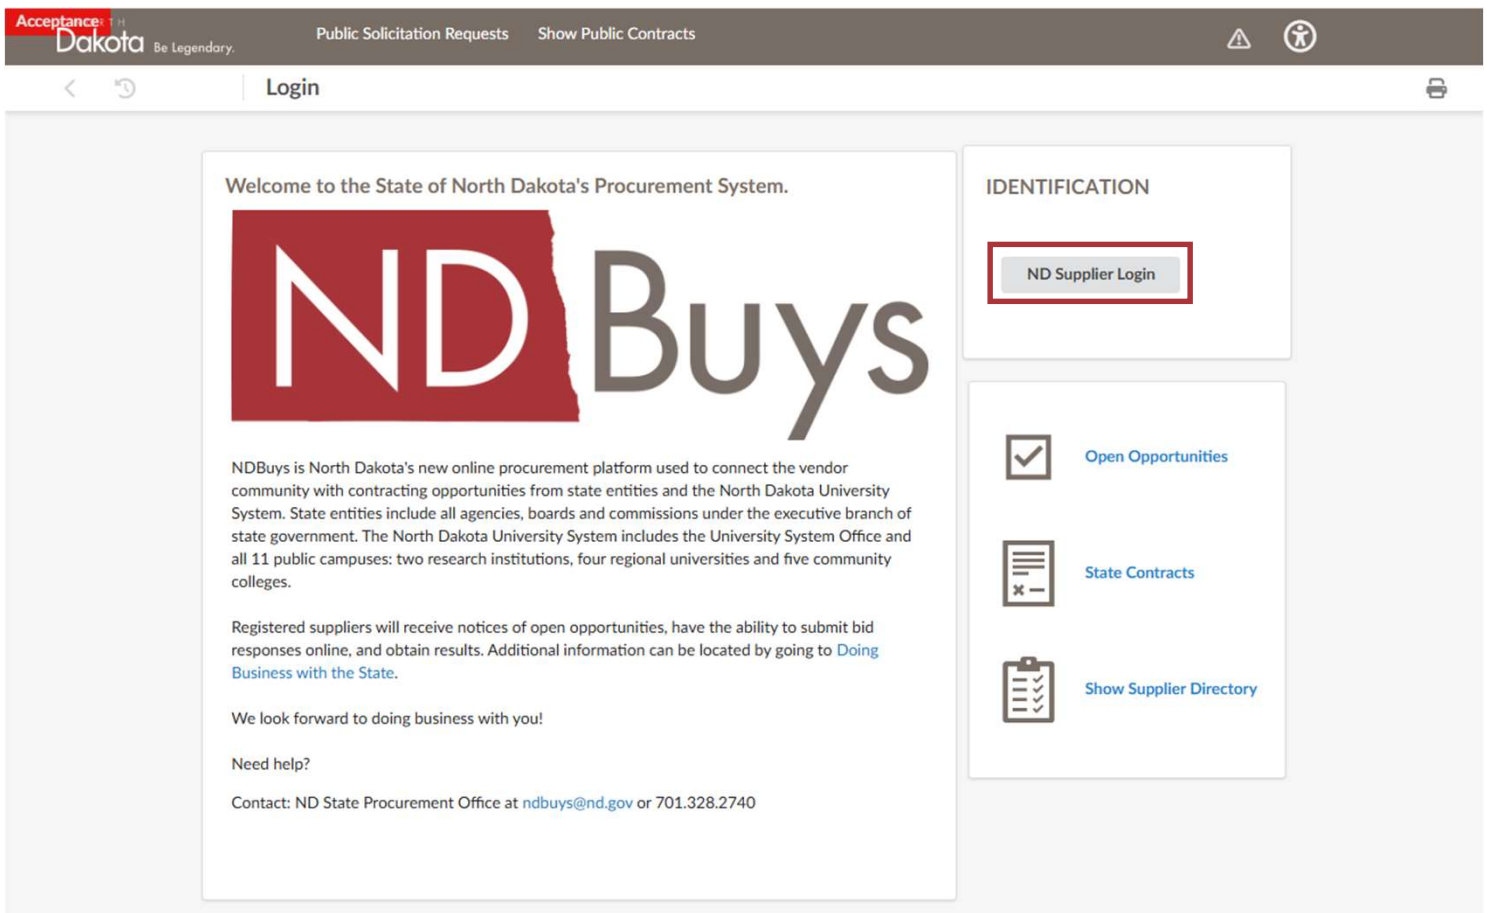 Acceptance
TH
Dakota Be Legendary.
Public Solicitation Requests
Show Public Contracts
Login
Welcome to the State of North Dakota's Procurement System.
ND Buys
NDBuys is North Dakota's new online procurement platform used to connect the vendor
community with contracting opportunities from state entities and the North Dakota University
System. State entities include all agencies, boards and commissions under the executive branch of
state government. The North Dakota University System includes the University System Office and
all 11 public campuses: two research institutions, four regional universities and five community
colleges.
Registered suppliers will receive notices of open opportunities, have the ability to submit bid
responses online, and obtain results. Additional information can be located by going to Doing
Business with the State.
We look forward to doing business with you!
Need help?
Contact: ND State Procurement Office at ndbuys@nd.gov or 701.328.2740
IDENTIFICATION
ND Supplier Login
Open Opportunities
State Contracts
Show Supplier Directory